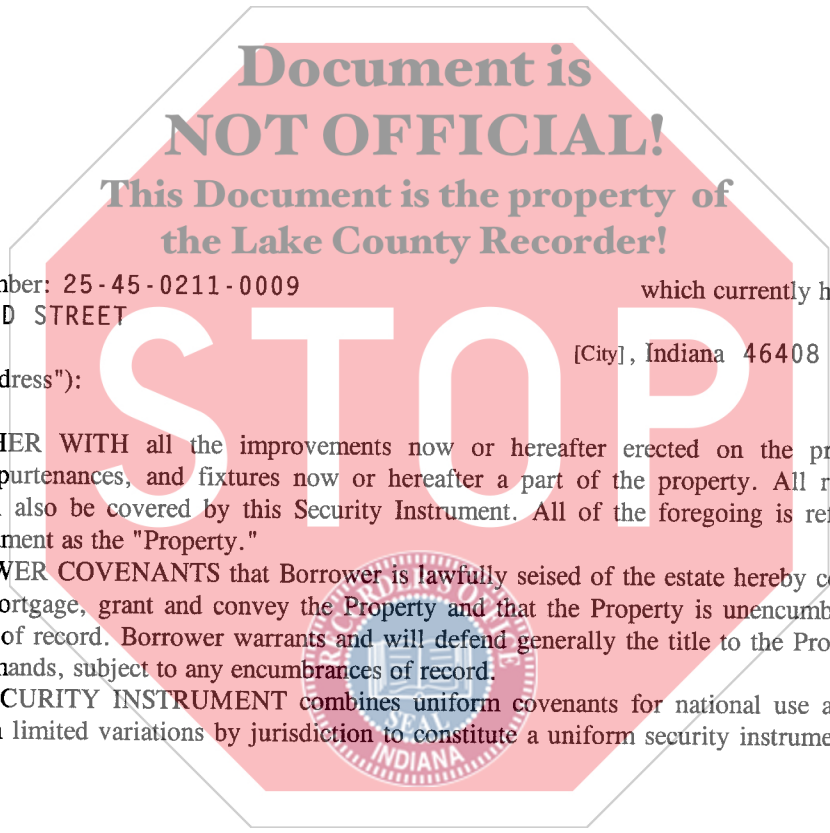 Document is
NOT OFFICIAL!
This Document is the property of
the Lake County Recorder!
nber: 25-45-0211-0009 which currently h
D STREET
[City], Indiana 46408
dress"):
STOP
HER WITH all the improvements now or hereafter erected on the pr
purtenances, and fixtures now or hereafter a part of the property. All r
also be covered by this Security Instrument. All of the foregoing is ref
ment as the "Property."
WER COVENANTS that Borrower is lawfully seised of the estate hereby c
ortgage, grant and convey the Property and that the Property is unencumb
of record. Borrower warrants and will defend generally the title to the Pro
nands, subject to any encumbrances of record.
CURITY INSTRUMENT combines uniform covenants for national use a
limited variations by jurisdiction to constitute a uniform security instrume
RECORDER'S OFFICE
SEAL
INDIANA